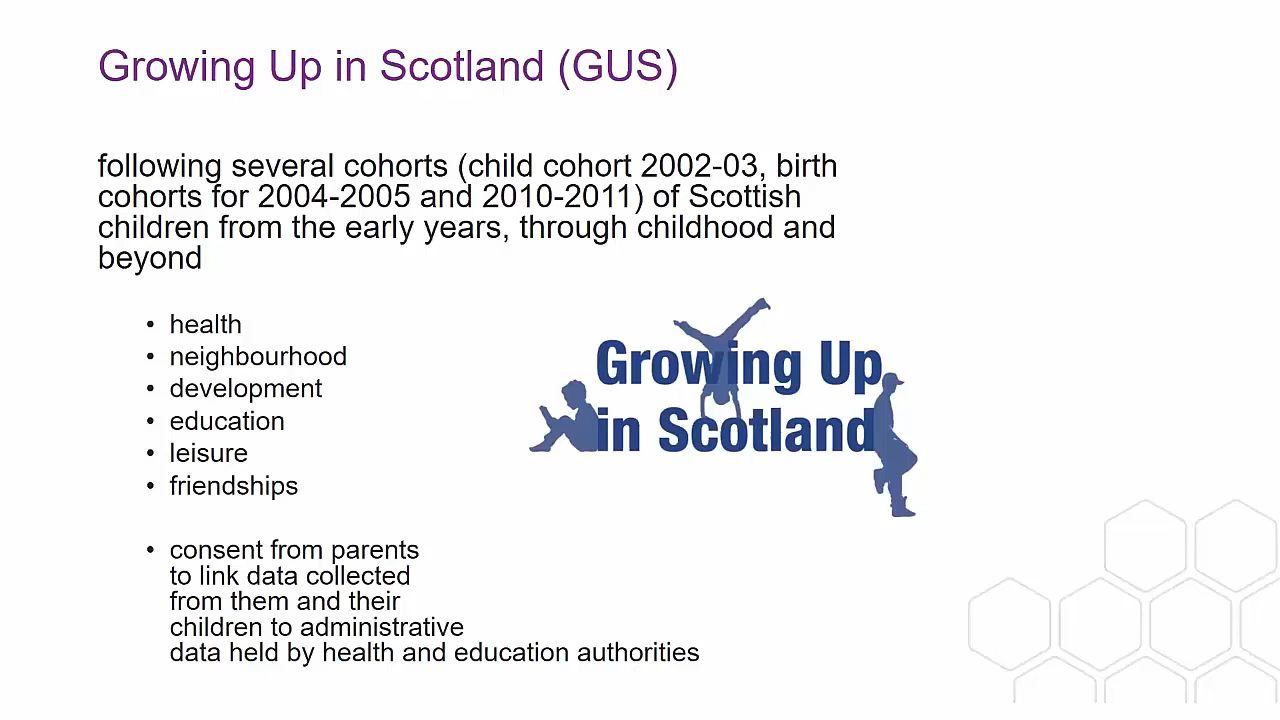 Growing Up in Scotland (GUS)
following several cohorts (child cohort 2002-03, birth
cohorts for 2004-2005 and 2010-2011) of Scottish
children from the early years, through childhood and
beyond
• health
• neighbourhood
• development
• education
• leisure
• friendships
Growing Up
in Scotland
• consent from parents
to link data collected
from them and their
children to administrative
data held by health and education authorities